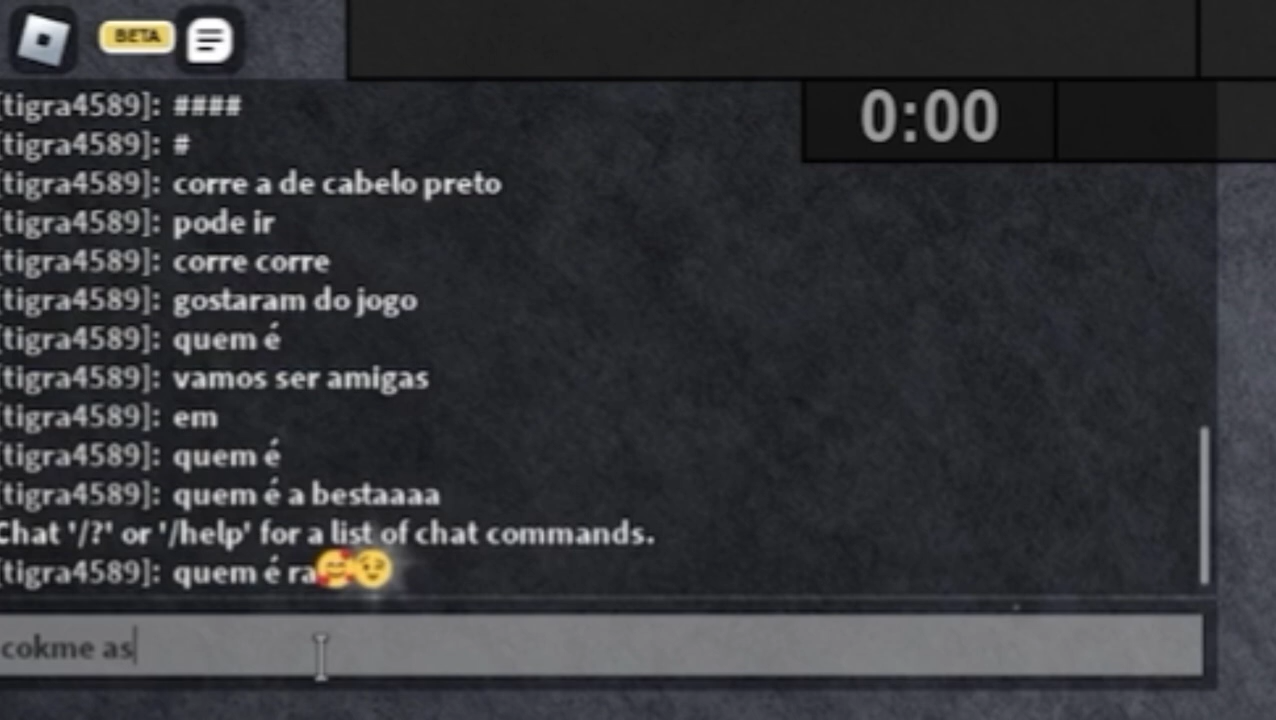 BETA
0:00
[tigra4589]: ####
[tigra4589]: #
[tigra4589]: corre a de cabelo preto
[tigra4589]: pode ir
[tigra4589]: corre corre
[tigra4589]: gostaram do jogo
[tigra4589]: quem é
[tigra4589]: vamos ser amigas
[tigra4589]: em
[tigra4589]: quem é
[tigra4589]: quem é a bestaaaa
Chat '/?' or '/help' for a list of chat commands.
[tigra4589]: quem é ra🥰😉
cokme as